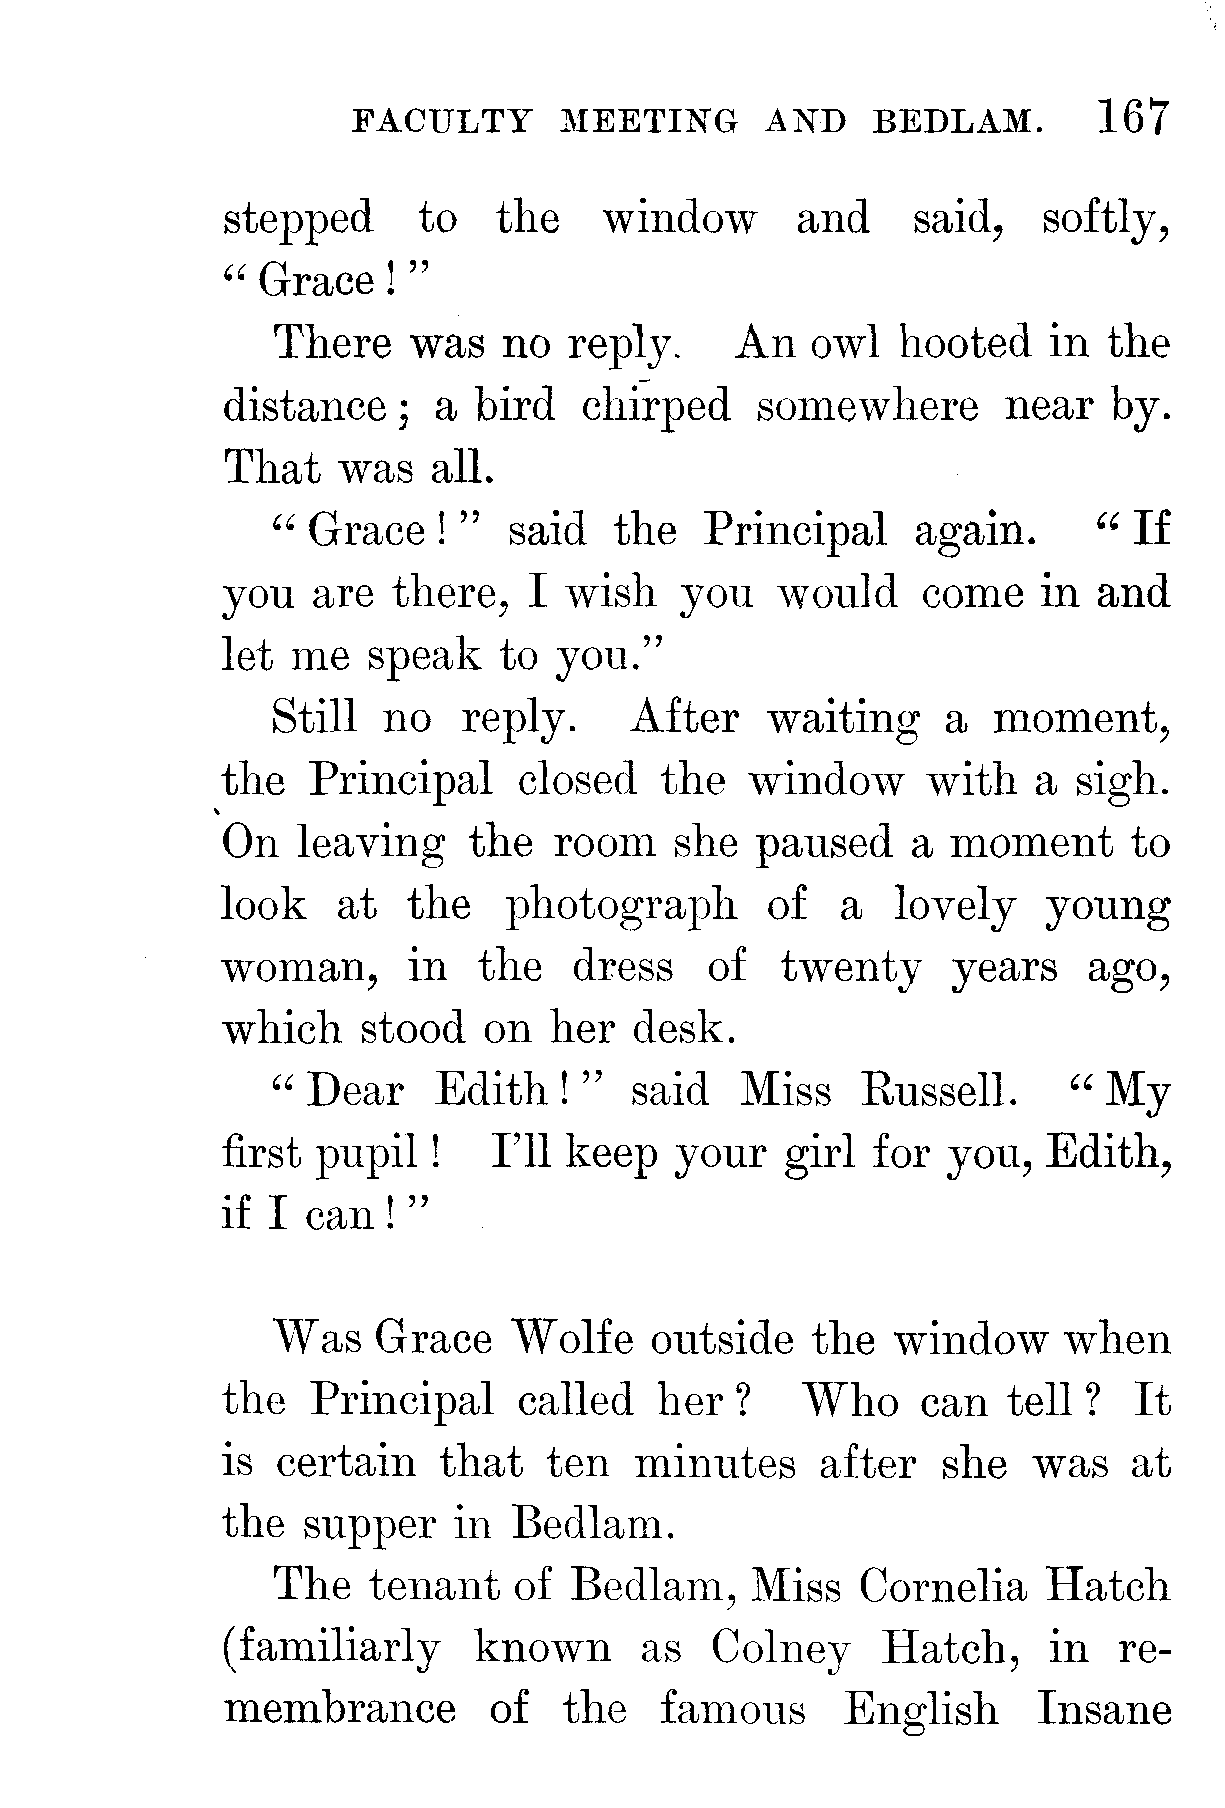 FACULTY MEETING AND BEDLAM. 167
stepped to the window and said, softly,
“ Grace ! ”
There was no reply. An owl hooted in the
distance ; a bird chirped somewhere near by.
That was all.
“ Grace ! ” said the Principal again. “ If
you are there, I wish you would come in and
let me speak to you.”
Still no reply. After waiting a moment,
the Principal closed the window with a sigh.
On leaving the room she paused a moment to
look at the photograph of a lovely young
woman, in the dress of twenty years ago,
which stood on her desk.
“ Dear Edith ! ” said Miss Russell. “ My
first pupil ! I’ll keep your girl for you, Edith,
if I can ! ”
Was Grace Wolfe outside the window when
the Principal called her ? Who can tell ? It
is certain that ten minutes after she was at
the supper in Bedlam.
The tenant of Bedlam, Miss Cornelia Hatch
(familiarly known as Colney Hatch, in re-
membrance of the famous English Insane